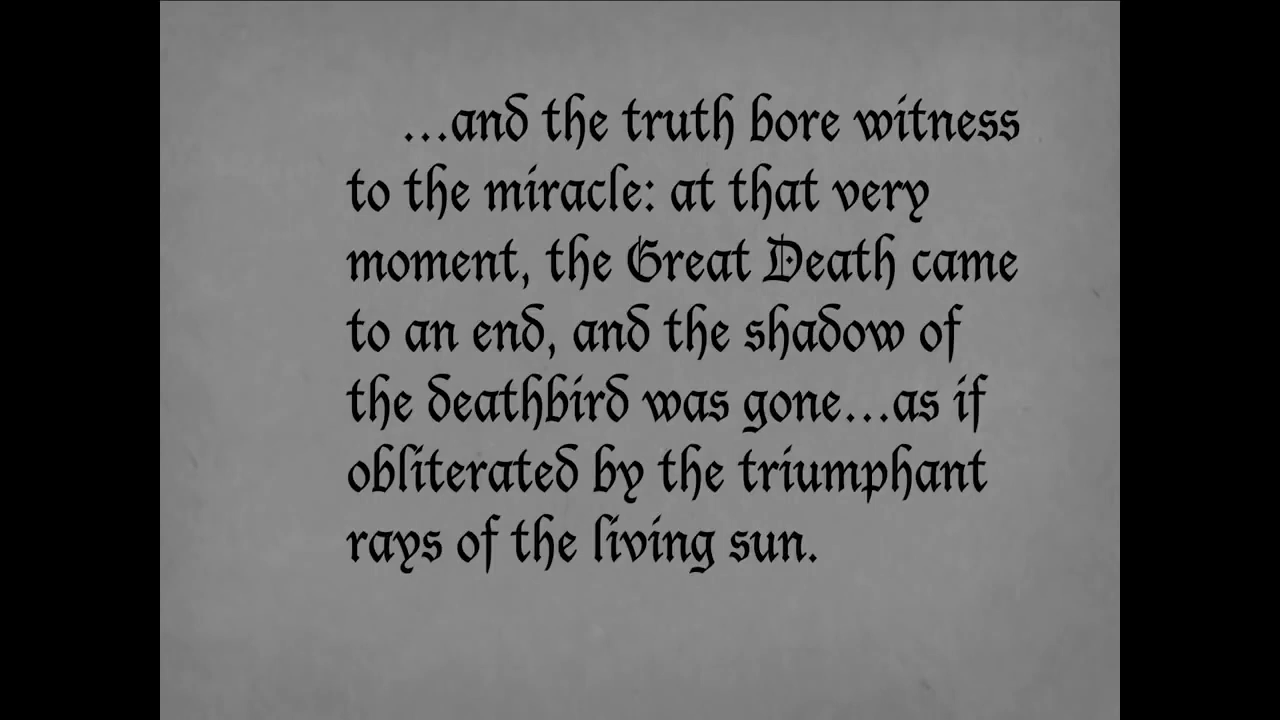 ...and the truth bore witness
to the miracle: at that very
moment, the Great Death came
to an end, and the shadow of
the deathbird was gone...as if
obliterated by the triumphant
rays of the living sun.